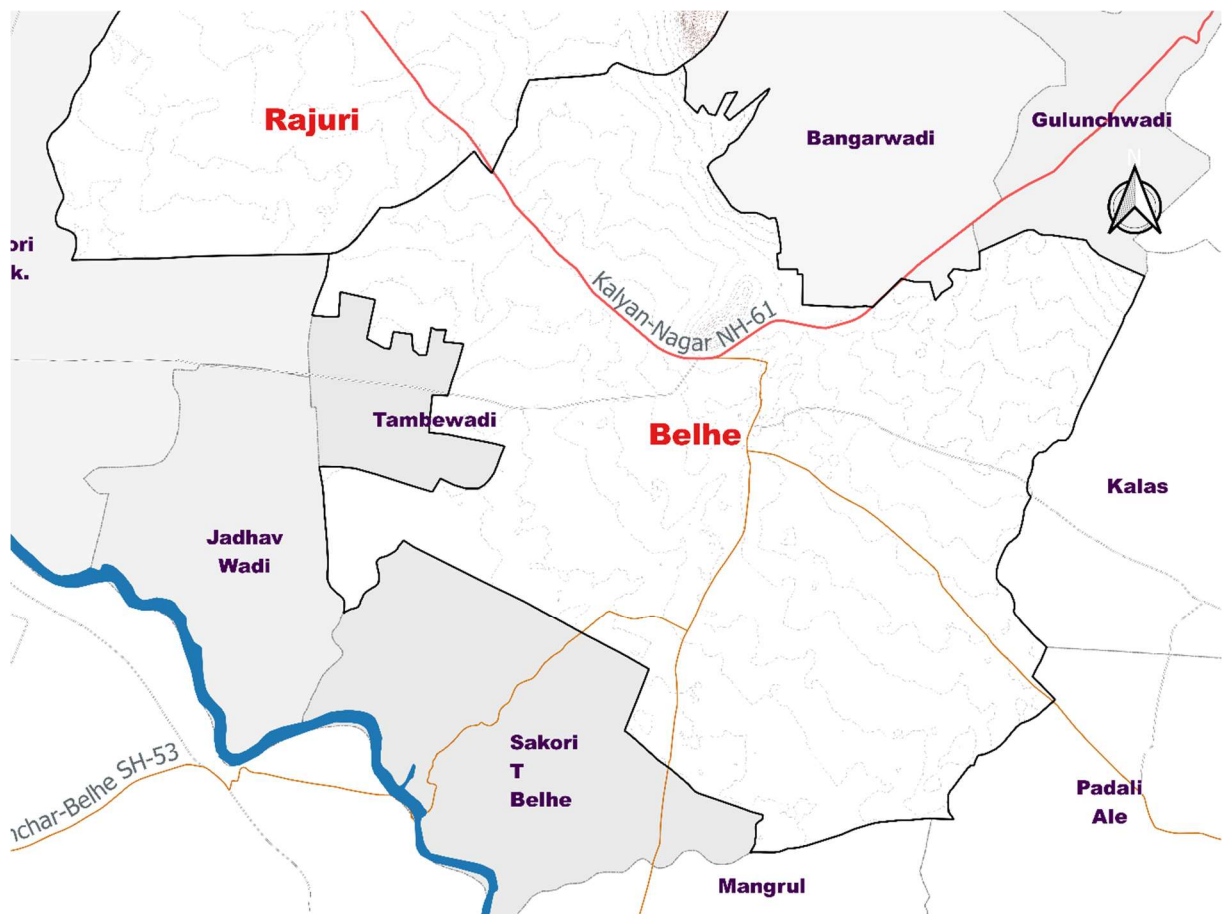 Rajuri
Gulunchwadi
Bangarwadi
N
ori
k.
Kalyan-Nagar NH-61
Tambewadi
Belhe
Kalas
Jadhav
Wadi
Sakori
T
Belhe
ochar-Belhe SH-53
Padali
Ale
Mangrul